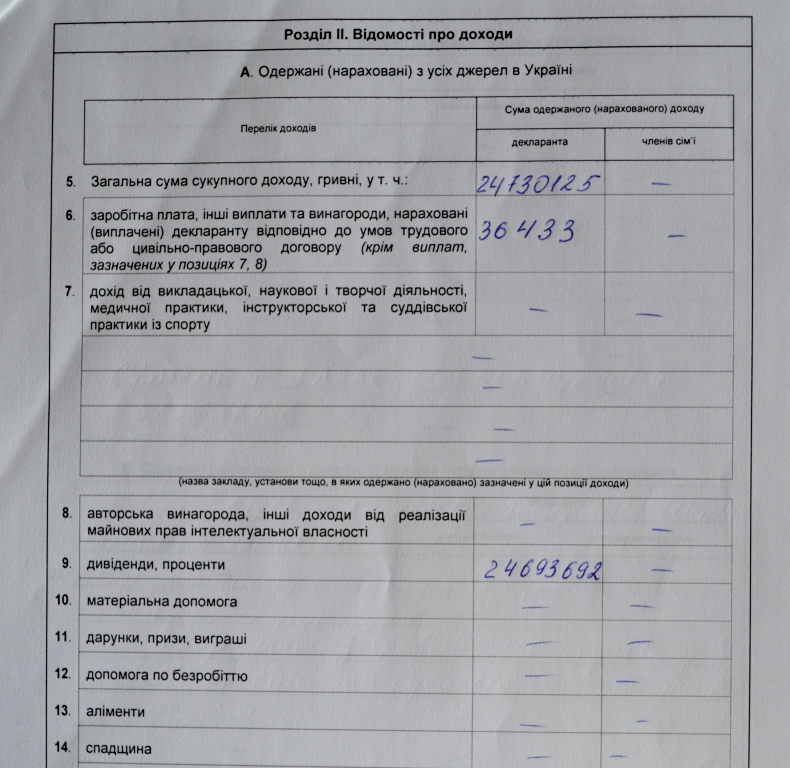 Розділ ІІ. Відомості про доходи
А. Одержані (нараховані) з усіх джерел в Україні
Перелік доходів
Сума одержаного (нарахованого) доходу
декларанта
членів сім'ї
5. Загальна сума сукупного доходу, гривні, у т. ч.: 24730125 —
6. заробітна плата, інші виплати та винагороди, нараховані 36433 —
(виплачені) декларанту відповідно до умов трудового
або цивільно-правового договору (крім виплат,
зазначених у позиціях 7, 8)
7. дохід від викладацької, наукової і творчої діяльності, — —
медичної практики, інструкторської та суддівської
практики із спорту
—
—
—
—
(назва закладу, установи тощо, в яких одержано (нараховано) зазначені у цій позиції доходи)
8. авторська винагорода, інші доходи від реалізації — —
майнових прав інтелектуальної власності
9. дивіденди, проценти 24693692 —
10. матеріальна допомога — —
11. дарунки, призи, виграші — —
12. допомога по безробіттю — —
13. аліменти — —
14. спадщина — —